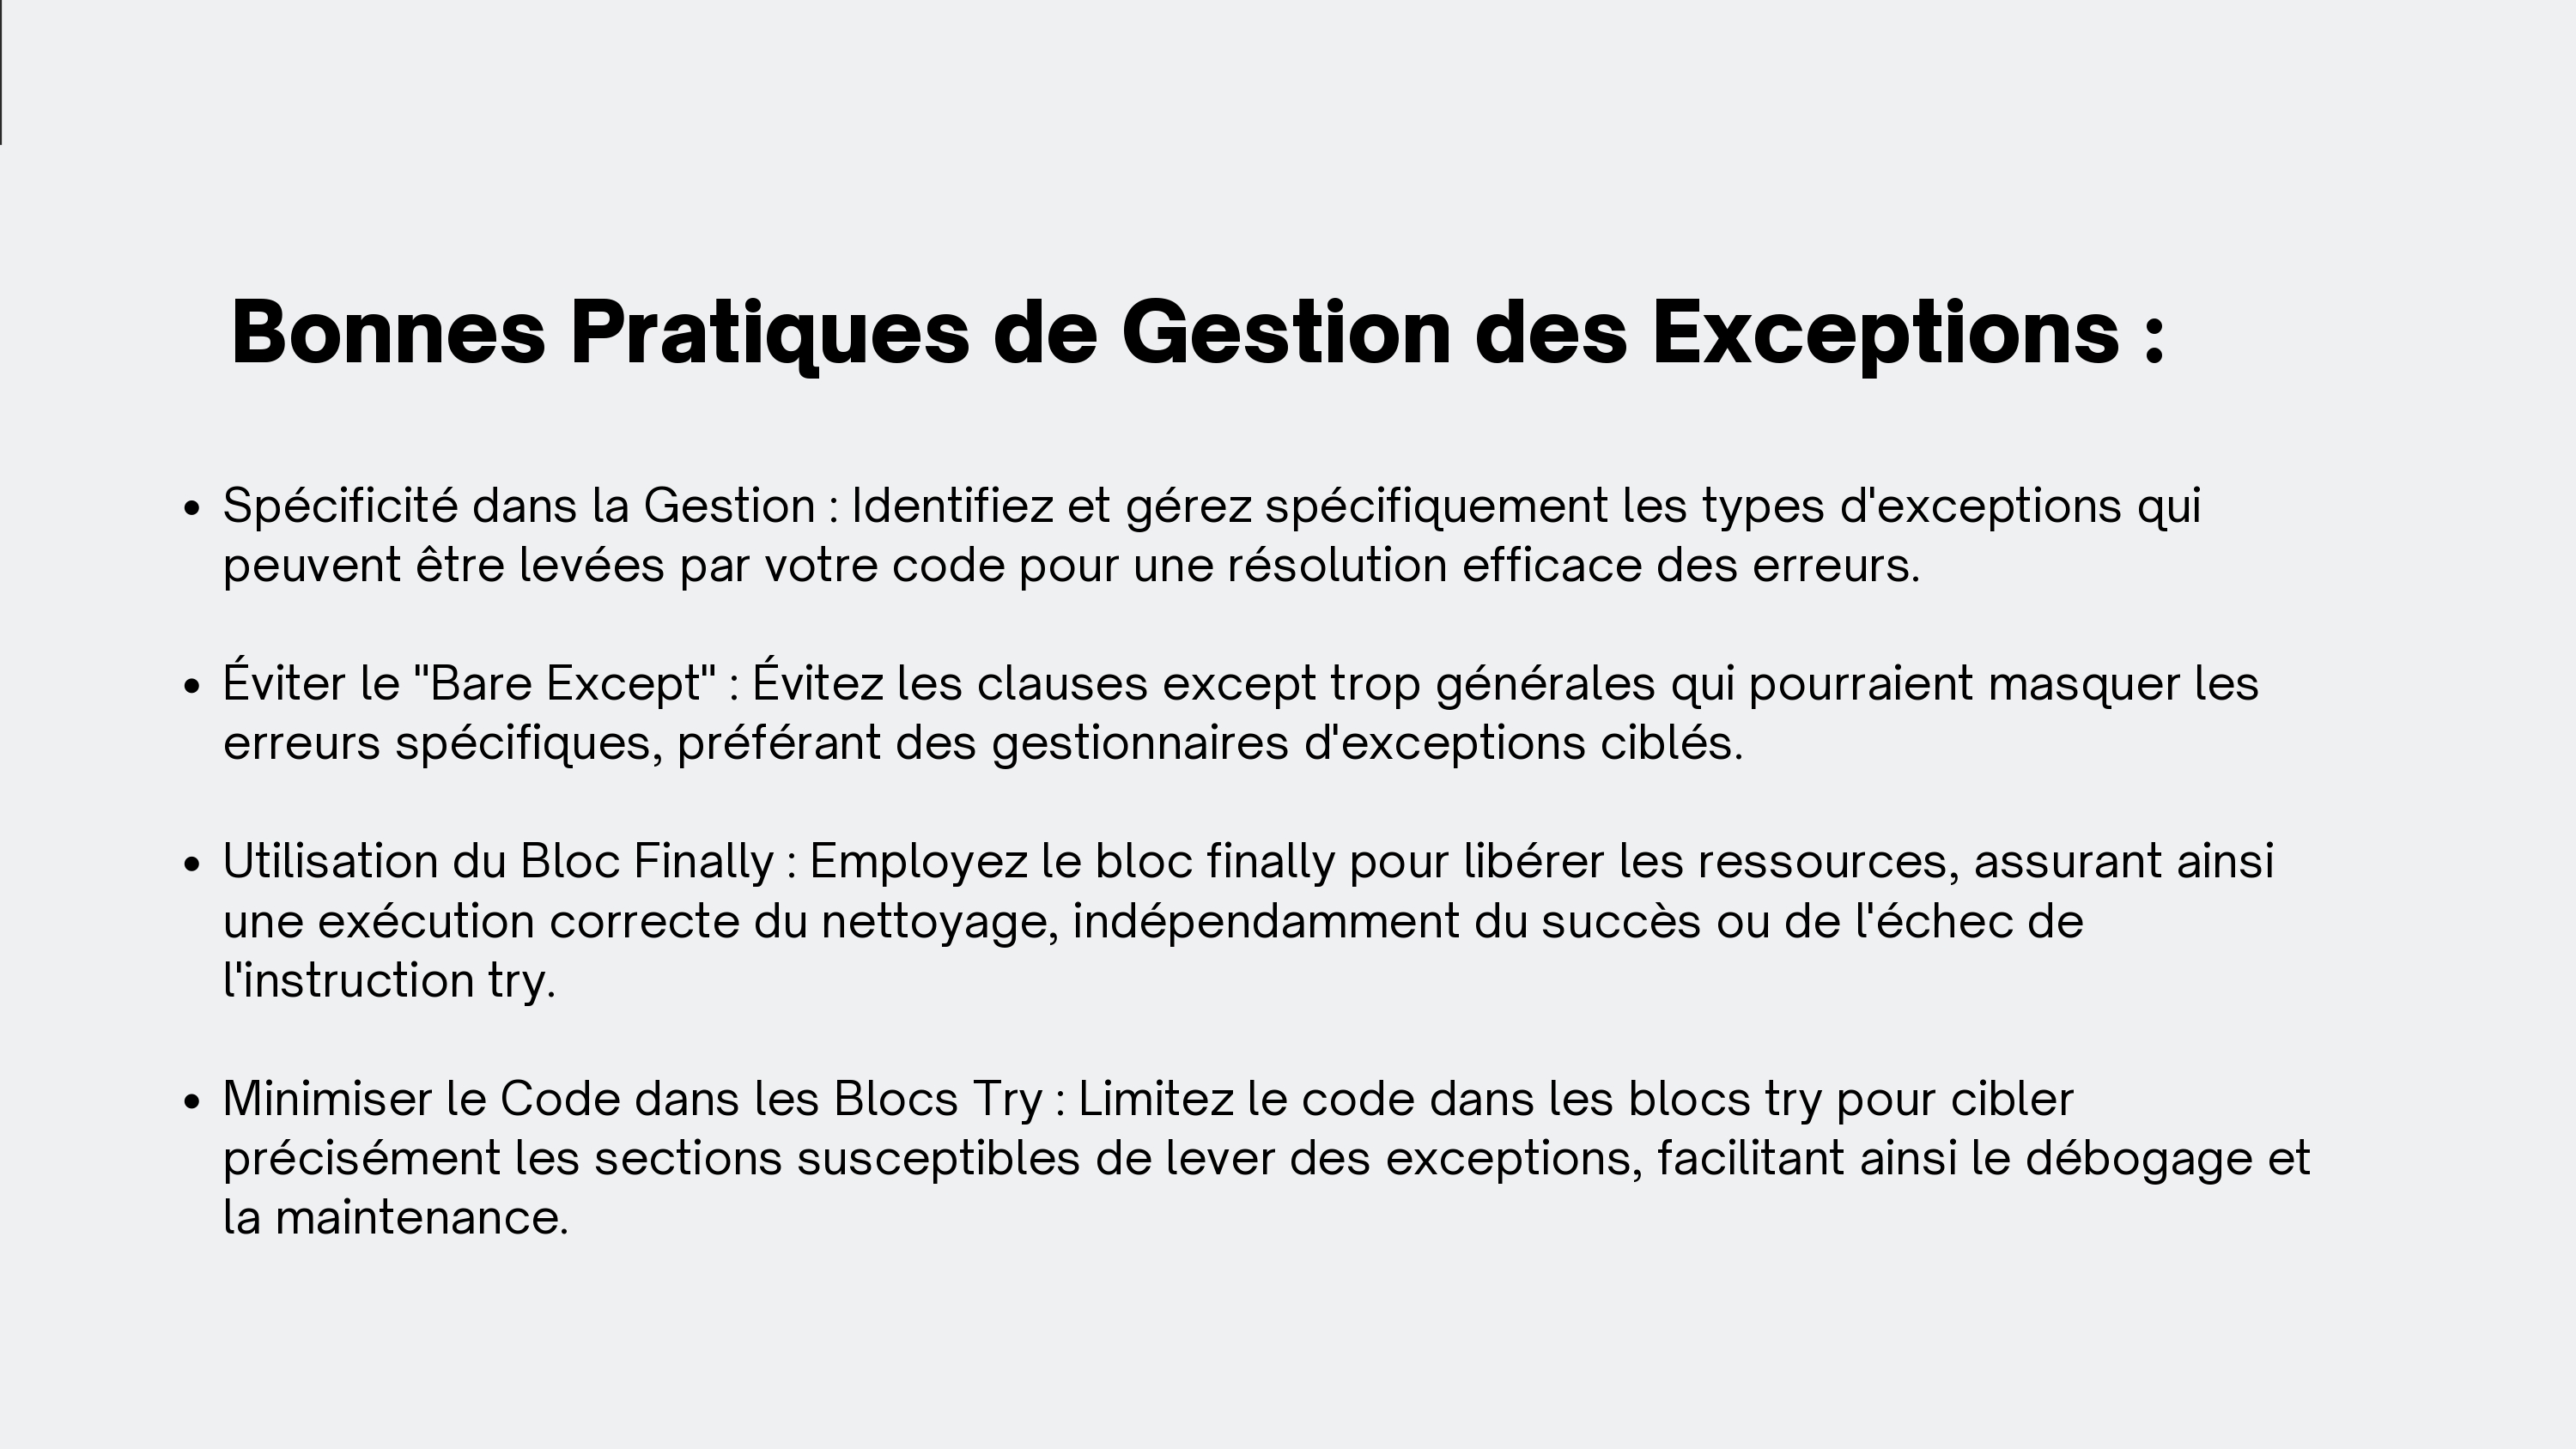 Bonnes Pratiques de Gestion des Exceptions :
• Spécificité dans la Gestion : Identifiez et gérez spécifiquement les types d'exceptions qui
peuvent être levées par votre code pour une résolution efficace des erreurs.
• Éviter le "Bare Except" : Évitez les clauses except trop générales qui pourraient masquer les
erreurs spécifiques, préférant des gestionnaires d'exceptions ciblés.
• Utilisation du Bloc Finally : Employez le bloc finally pour libérer les ressources, assurant ainsi
une exécution correcte du nettoyage, indépendamment du succès ou de l'échec de
l'instruction try.
• Minimiser le Code dans les Blocs Try : Limitez le code dans les blocs try pour cibler
précisément les sections susceptibles de lever des exceptions, facilitant ainsi le débogage et
la maintenance.